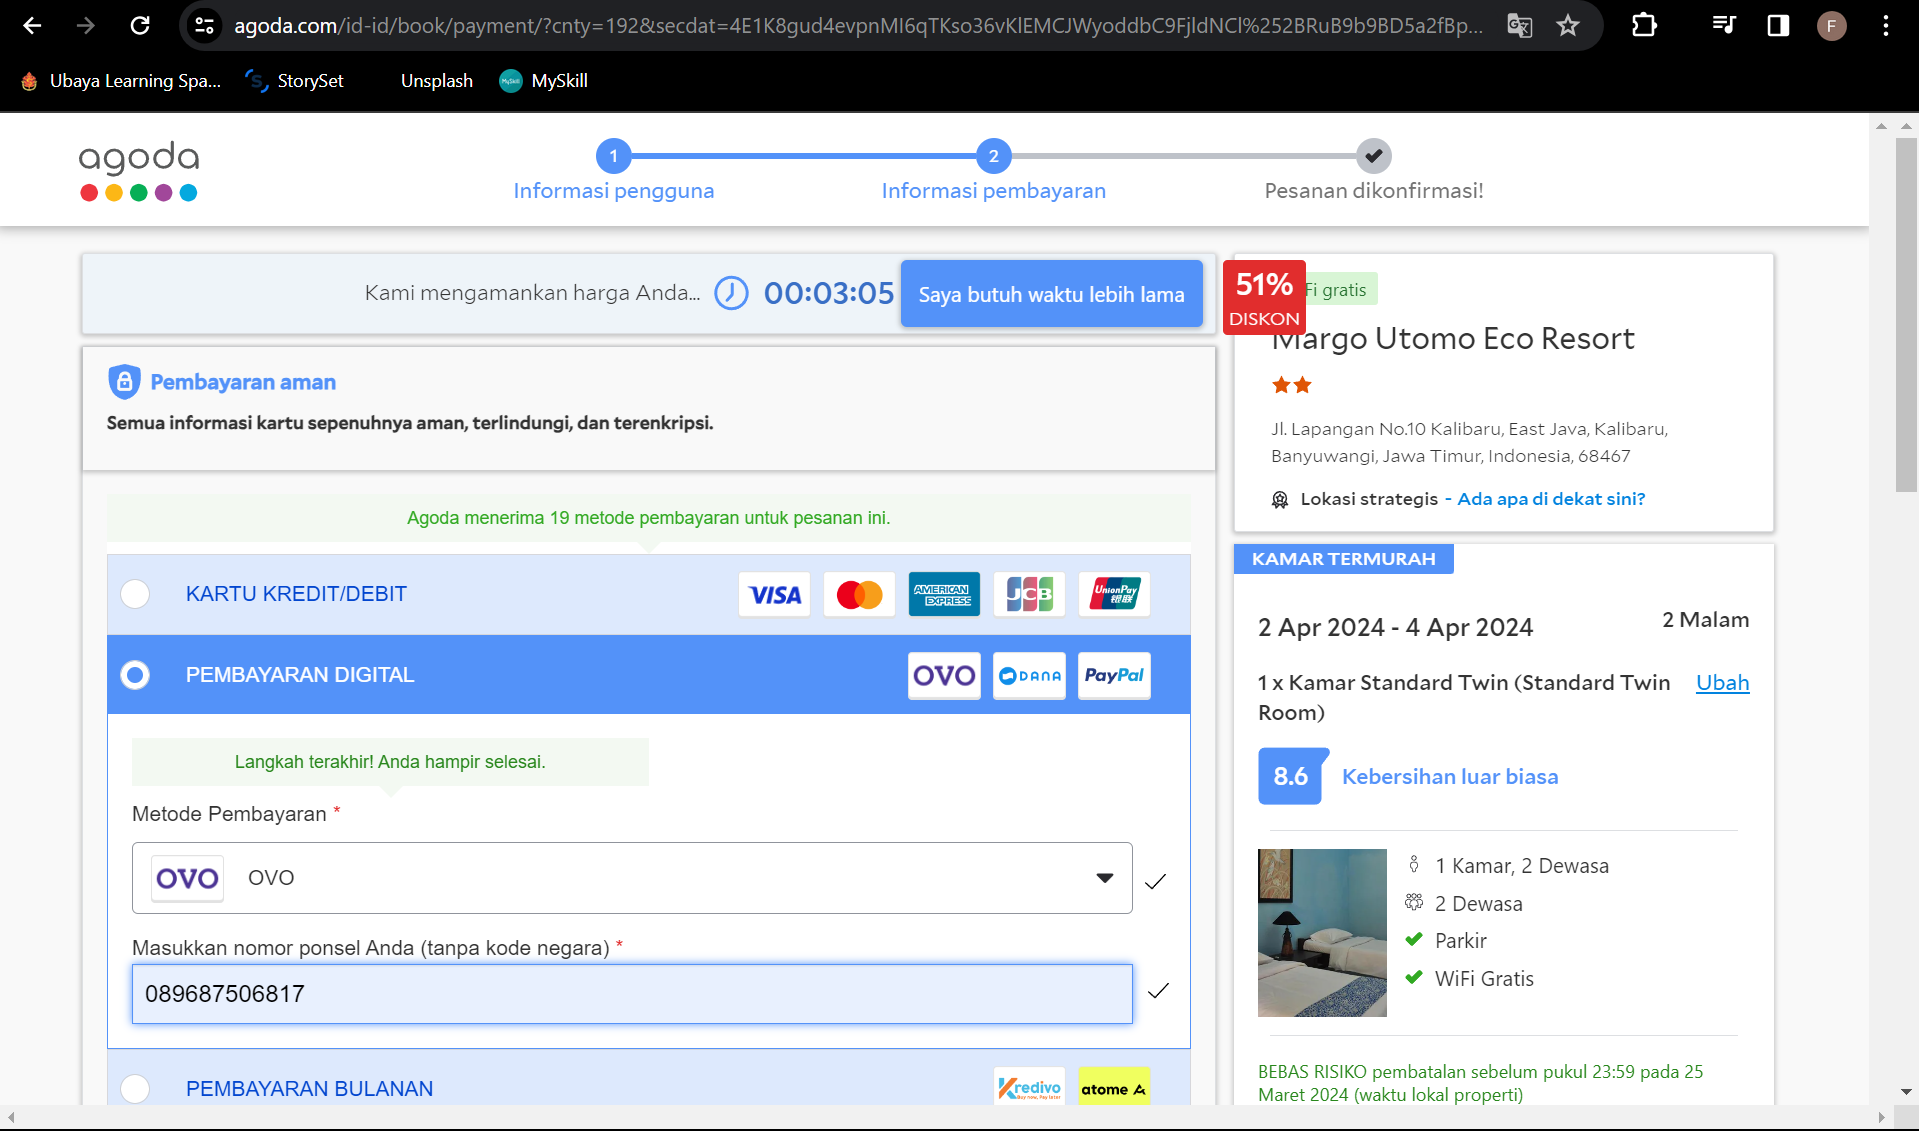 agoda.com/id-id/book/payment/?cnty=192&secdat=4E1K8gud4evpnMI6qTKso36vKlEMCJWyoddbC9FjldNCl%252BRuB9b9BD5a2fBp...
F
Ubaya Learning Spa...
StorySet
Unsplash
MySkill
MySkill
agoda
1
2
Informasi pengguna
Informasi pembayaran
Pesanan dikonfirmasi!
Kami mengamankan harga Anda...
00:03:05
Saya butuh waktu lebih lama
Pembayaran aman
Semua informasi kartu sepenuhnya aman, terlindungi, dan terenkripsi.
Agoda menerima 19 metode pembayaran untuk pesanan ini.
KARTU KREDIT/DEBIT
VISA
AMERICAN EXPRESS
JCB
UnionPay 银联
PEMBAYARAN DIGITAL
OVO
DANA
PayPal
Langkah terakhir! Anda hampir selesai.
Metode Pembayaran *
OVO
OVO
Masukkan nomor ponsel Anda (tanpa kode negara) *
089687506817
PEMBAYARAN BULANAN
Kredivo
Buy now, Pay later
atome A
51%
DISKON
Fi gratis
Margo Utomo Eco Resort
Jl. Lapangan No.10 Kalibaru, East Java, Kalibaru,
Banyuwangi, Jawa Timur, Indonesia, 68467
Lokasi strategis - Ada apa di dekat sini?
KAMAR TERMURAH
2 Apr 2024 - 4 Apr 2024
2 Malam
1 x Kamar Standard Twin (Standard Twin
Room)
Ubah
8.6
Kebersihan luar biasa
1 Kamar, 2 Dewasa
2 Dewasa
Parkir
WiFi Gratis
BEBAS RISIKO pembatalan sebelum pukul 23:59 pada 25
Maret 2024 (waktu lokal properti)